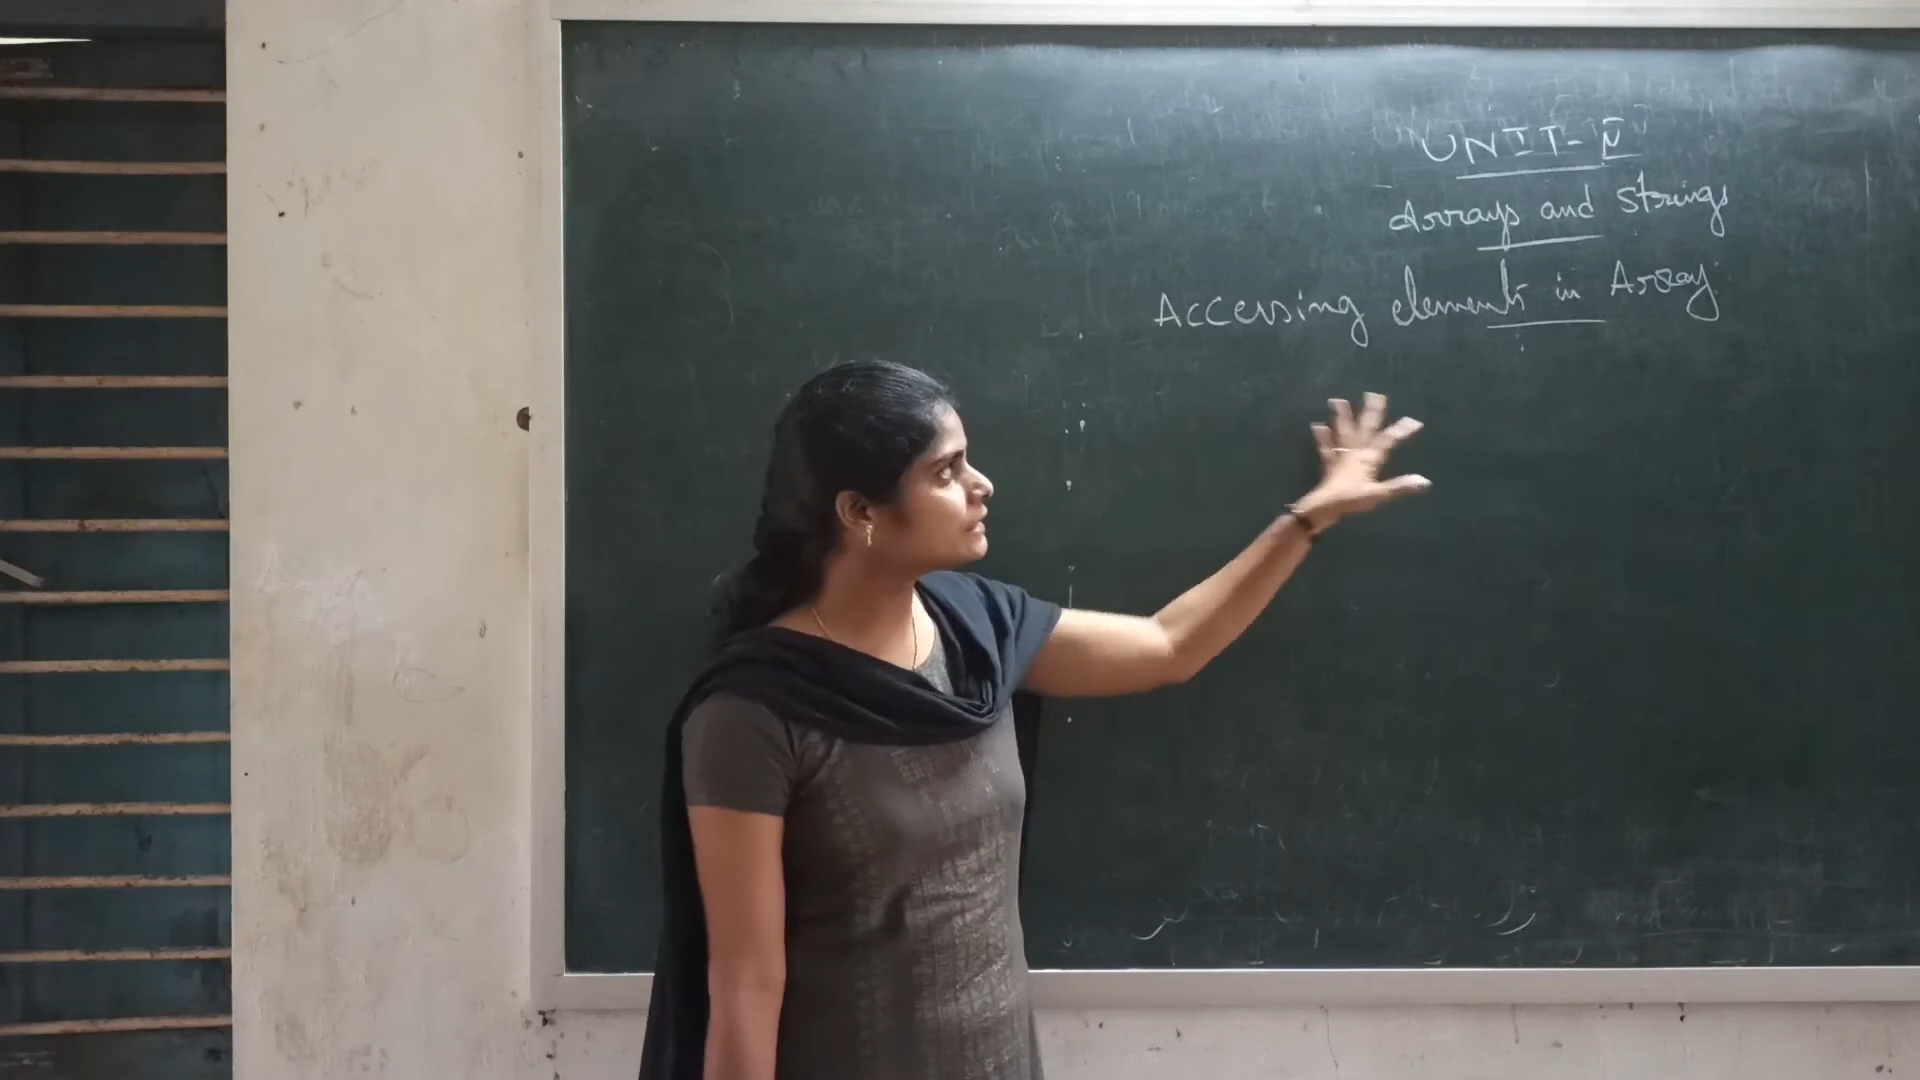 UNIT-IV
Arrays and Strings
Accessing elements in Array